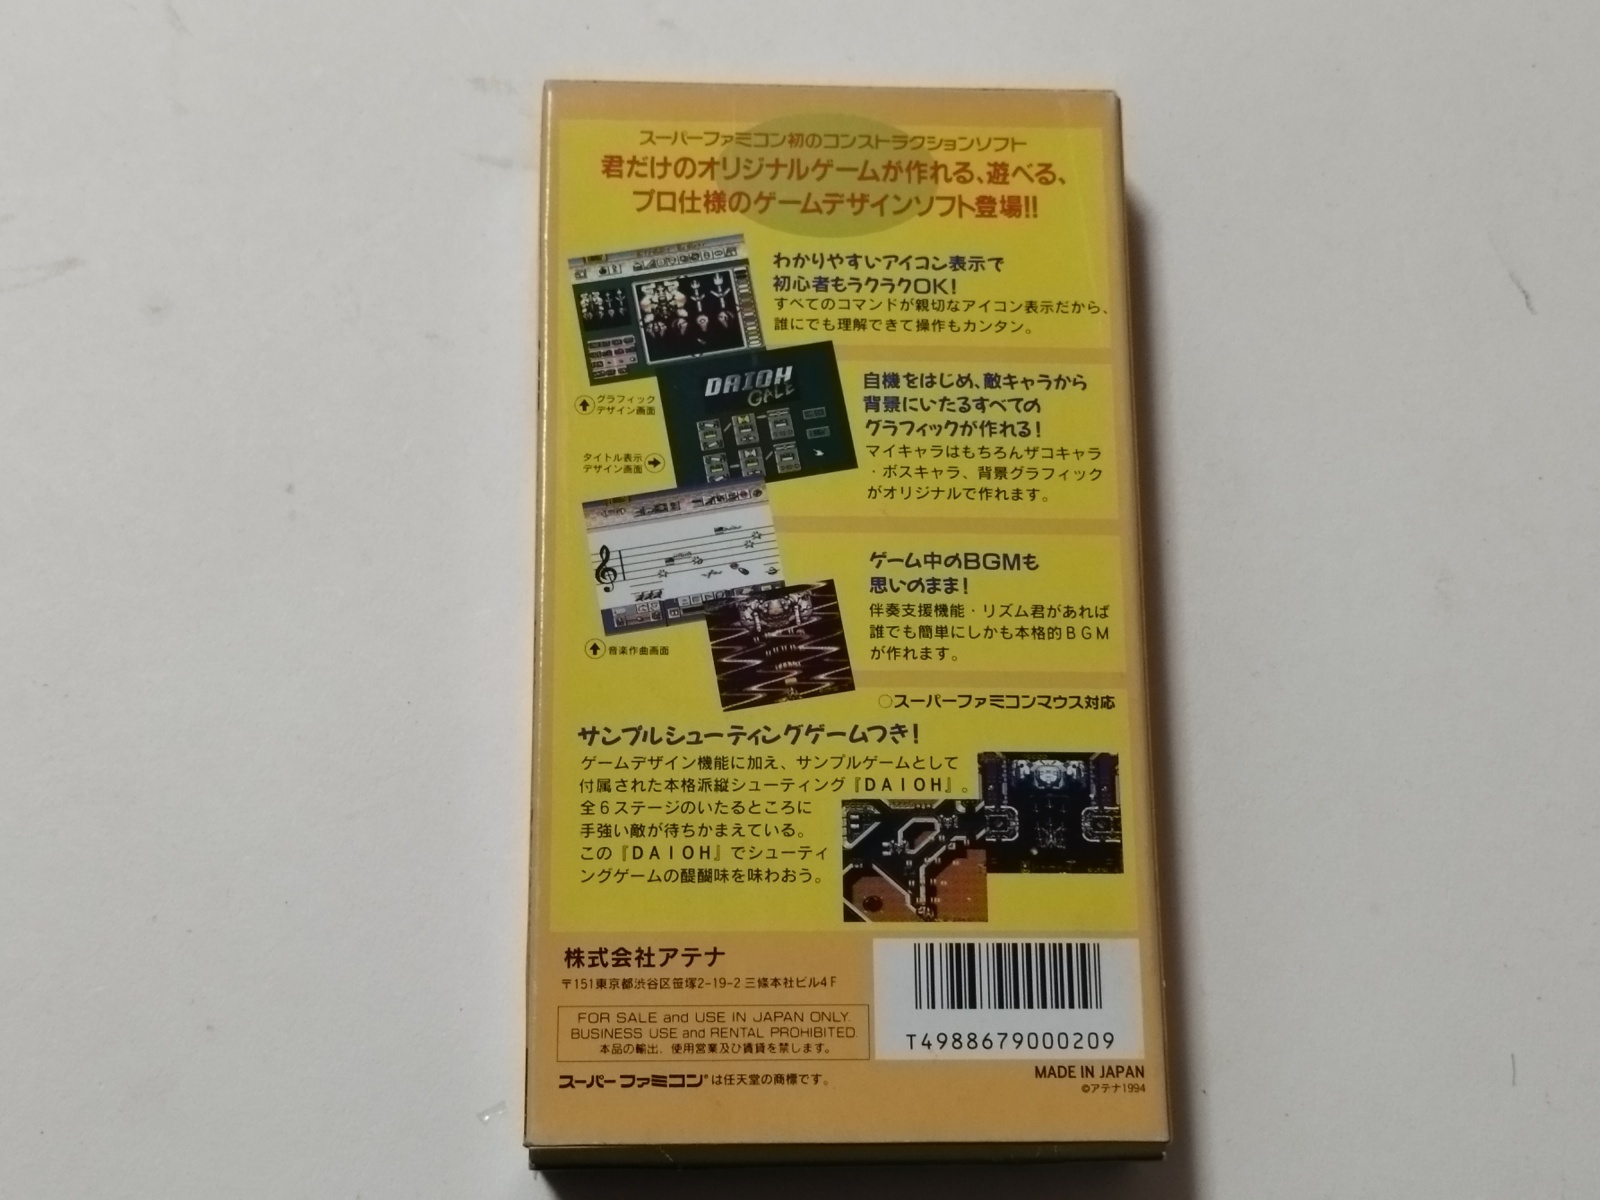 スーパーファミコン初のコンストラクションソフト
君だけのオリジナルゲームが作れる、遊べる、
プロ仕様のゲームデザインソフト登場!!
わかりやすいアイコン表示で
初心者もラクラクOK!
すべてのコマンドが親切なアイコン表示だから、
誰にでも理解できて操作もカンタン。
グラフィック
デザイン画面
DAIOH
GALE
自機をはじめ、敵キャラから
背景にいたるすべての
グラフィックが作れる!
マイキャラはもちろんザコキャラ
・ボスキャラ、背景グラフィック
がオリジナルで作れます。
タイトル表示
デザイン画面
ゲーム中のBGMも
思いのまま!
伴奏支援機能・リズム君があれば
誰でも簡単にしかも本格的BGM
が作れます。
音楽作曲画面
○スーパーファミコンマウス対応
サンプルシューティングゲームつき!
ゲームデザイン機能に加え、サンプルゲームとして
付属された本格派縦シューティング『DAIOH』。
全6ステージのいたるところに
手強い敵が待ちかまえている。
この『DAIOH』でシューティ
ングゲームの醍醐味を味わおう。
株式会社アテナ
〒151東京都渋谷区笹塚2-19-2 三條本社ビル4F
FOR SALE and USE IN JAPAN ONLY.
BUSINESS USE and RENTAL PROHIBITED.
本品の輸出、使用営業及び賃貸を禁じます。
スーパーファミコン®は任天堂の商標です。
T4988679000209
MADE IN JAPAN
©アテナ1994